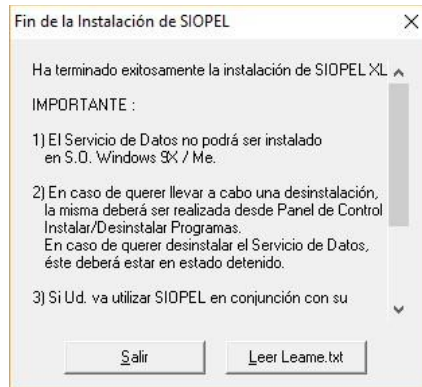 Fin de la Instalación de SIOPEL
Ha terminado exitosamente la instalación de SIOPEL XL
IMPORTANTE :
1) El Servicio de Datos no podrá ser instalado
en S.O. Windows 9X / Me.
2) En caso de querer llevar a cabo una desinstalación,
la misma deberá ser realizada desde Panel de Control
Instalar/Desinstalar Programas.
En caso de querer desinstalar el Servicio de Datos,
éste deberá estar en estado detenido.
3) Si Ud. va utilizar SIOPEL en conjunción con su
Salir
Leer Leame.txt